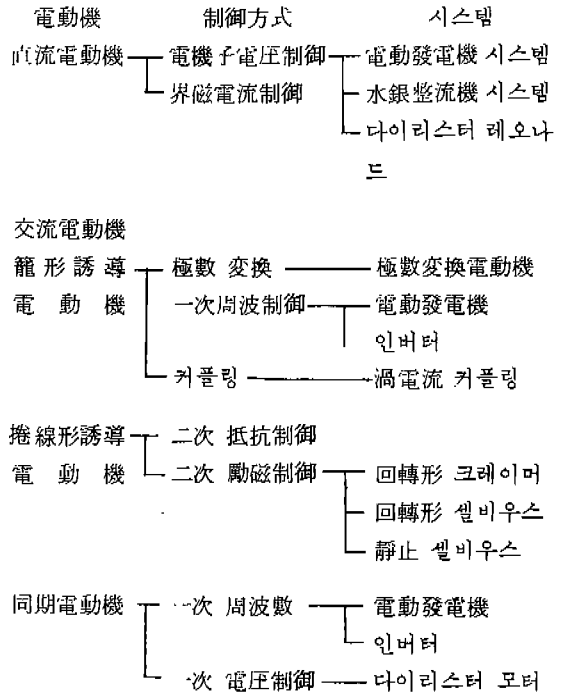 電動機 制御方式 시스템
直流電動機 電機子電圧制御 電動發電機 시스템
界磁電流制御 水銀整流機 시스템
다이리스터 레오나
드
交流電動機
籠形誘導 極數 変換 極數変換電動機
電動機 一次周波制御 電動發電機
인버터
커플링 渦電流 커플링
捲線形誘導 二次 抵抗制御
電動機 二次 勵磁制御 回轉形 크레이머
回轉形 셀비우스
靜止 셀비우스
同期電動機 一次 周波數 電動發電機
인버터
一次 電圧制御 다이리스터 모터